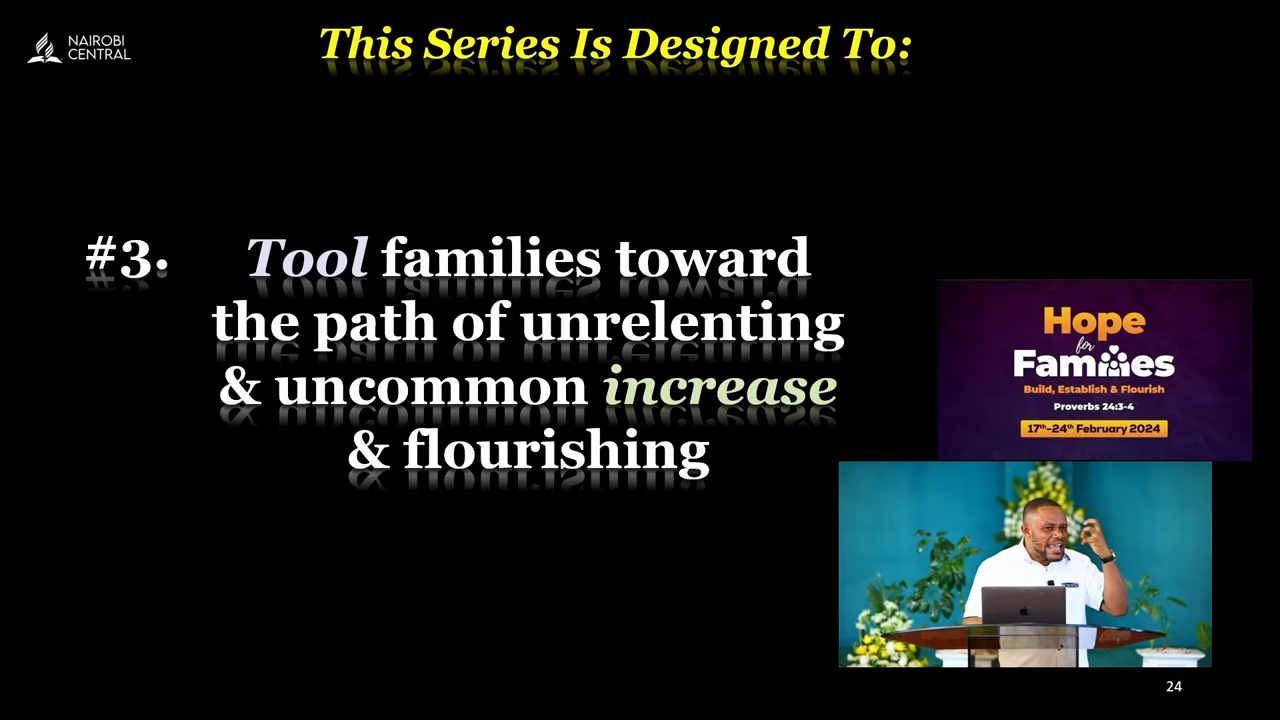 NAIROBI
CENTRAL
This Series Is Designed To:
#3. Tool families toward
the path of unrelenting
& uncommon increase
& flourishing
Hope
for
Families
Build, Establish & Flourish
Proverbs 24:3-4
17th-24th February 2024
24